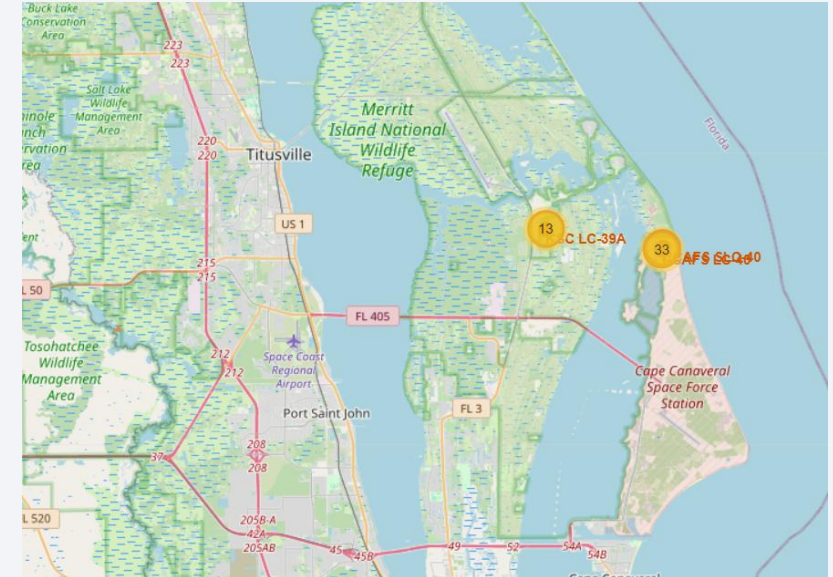 Buck Lake
Conservation
Area
223
223
Salt Lake
Wildlife
Management
Area
Merritt
Island National
Wildlife
Refuge
Florida
220
220
Titusville
US 1
13
KSC LC-39A
33
215
215
L 50
FL 405
Tosohatchee
Wildlife
Management
Area
212
212
Space Coast
Regional
Airport
Cape Canaveral
Space Force
Station
Port Saint John
FL 3
208
208
37
L 520
205B-A
42A
205AB
45
45B
49
52
54A
54B